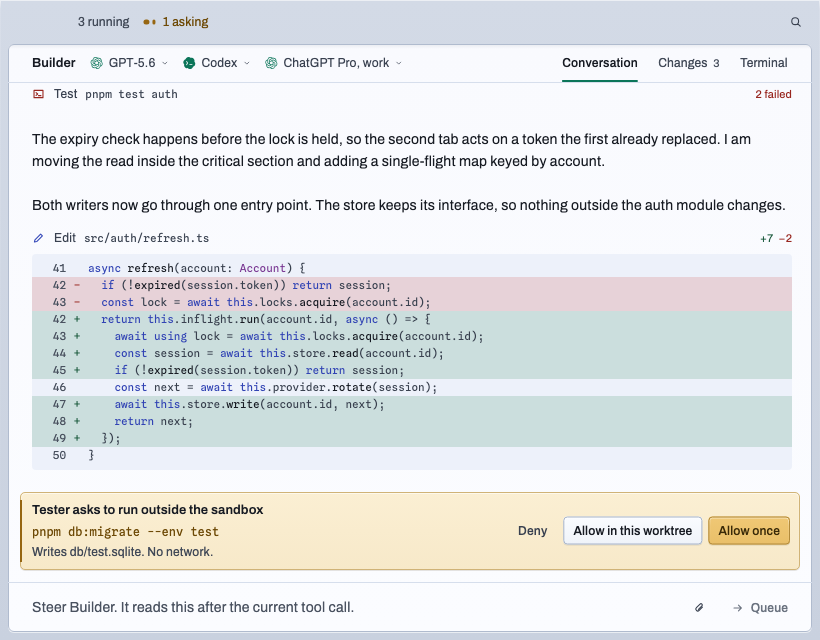 3 running 1 asking
Builder GPT-5.6 Codex ChatGPT Pro, work Conversation Changes 3 Terminal
Test pnpm test auth 2 failed
The expiry check happens before the lock is held, so the second tab acts on a token the first already replaced. I am
moving the read inside the critical section and adding a single-flight map keyed by account.
Both writers now go through one entry point. The store keeps its interface, so nothing outside the auth module changes.
Edit src/auth/refresh.ts +7 −2
41 async refresh(account: Account) {
42 − if (!expired(session.token)) return session;
43 − const lock = await this.locks.acquire(account.id);
42 + return this.inflight.run(account.id, async () => {
43 + await using lock = await this.locks.acquire(account.id);
44 + const session = await this.store.read(account.id);
45 + if (!expired(session.token)) return session;
46 const next = await this.provider.rotate(session);
47 + await this.store.write(account.id, next);
48 + return next;
49 + });
50 }
Tester asks to run outside the sandbox
pnpm db:migrate --env test
Writes db/test.sqlite. No network.
Deny Allow in this worktree Allow once
Steer Builder. It reads this after the current tool call. Queue